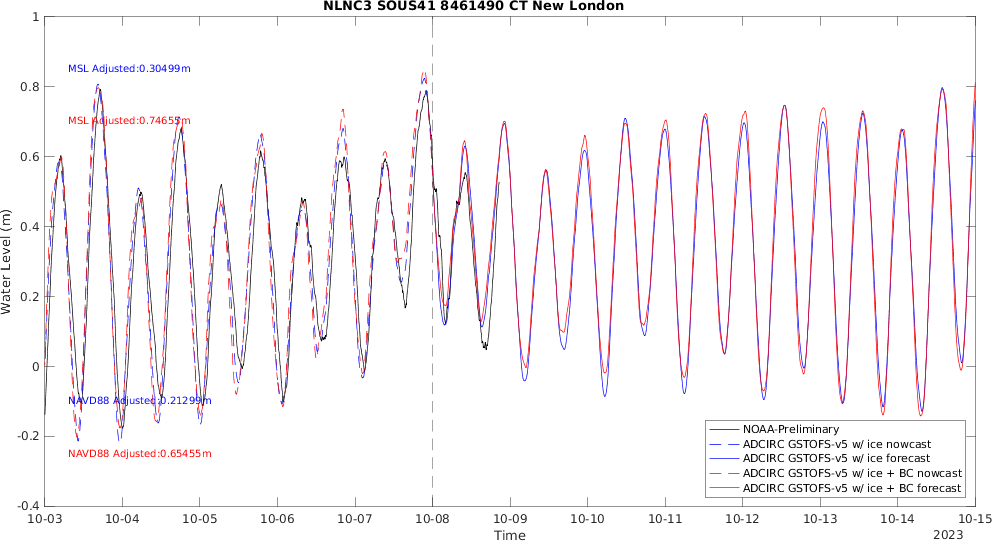 NLNC3 SOUS41 8461490 CT New London
1
0.8
0.6
0.4
0.2
0
-0.2
-0.4
Water Level (m)
MSL Adjusted:0.30499m
MSL Adjusted:0.74655m
NAVD88 Adjusted:0.21299m
NAVD88 Adjusted:0.65455m
NOAA-Preliminary
ADCIRC GSTOFS-v5 w/ ice nowcast
ADCIRC GSTOFS-v5 w/ ice forecast
ADCIRC GSTOFS-v5 w/ ice + BC nowcast
ADCIRC GSTOFS-v5 w/ ice + BC forecast
10-03 10-04 10-05 10-06 10-07 10-08 10-09 10-10 10-11 10-12 10-13 10-14 10-15
Time
2023